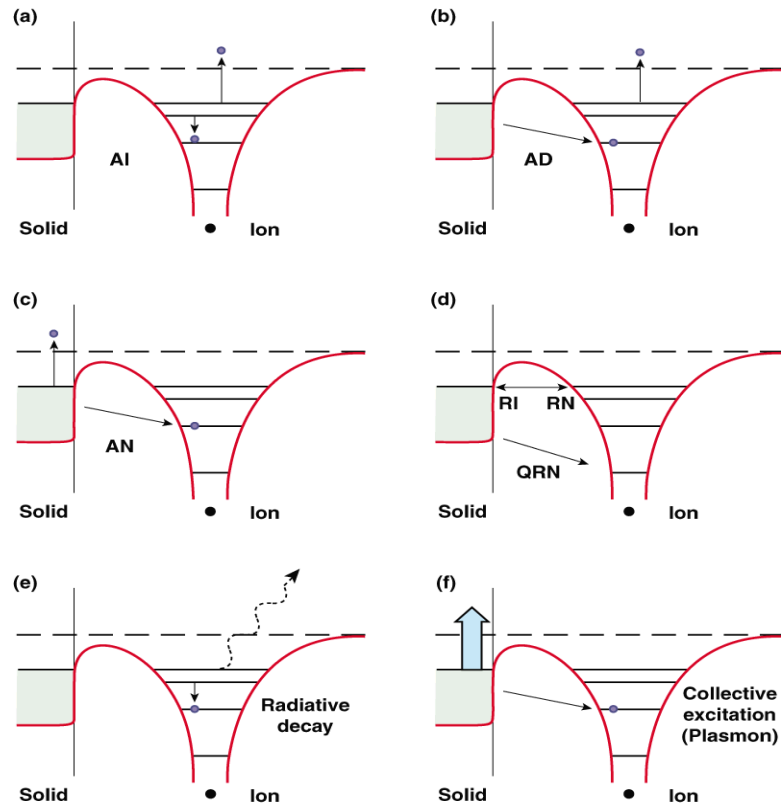 (a)
AI
Solid
Ion
(b)
AD
Solid
Ion
(c)
AN
Solid
Ion
(d)
RI
RN
QRN
Solid
Ion
(e)
Radiative
decay
Solid
Ion
(f)
Collective
excitation
(Plasmon)
Solid
Ion